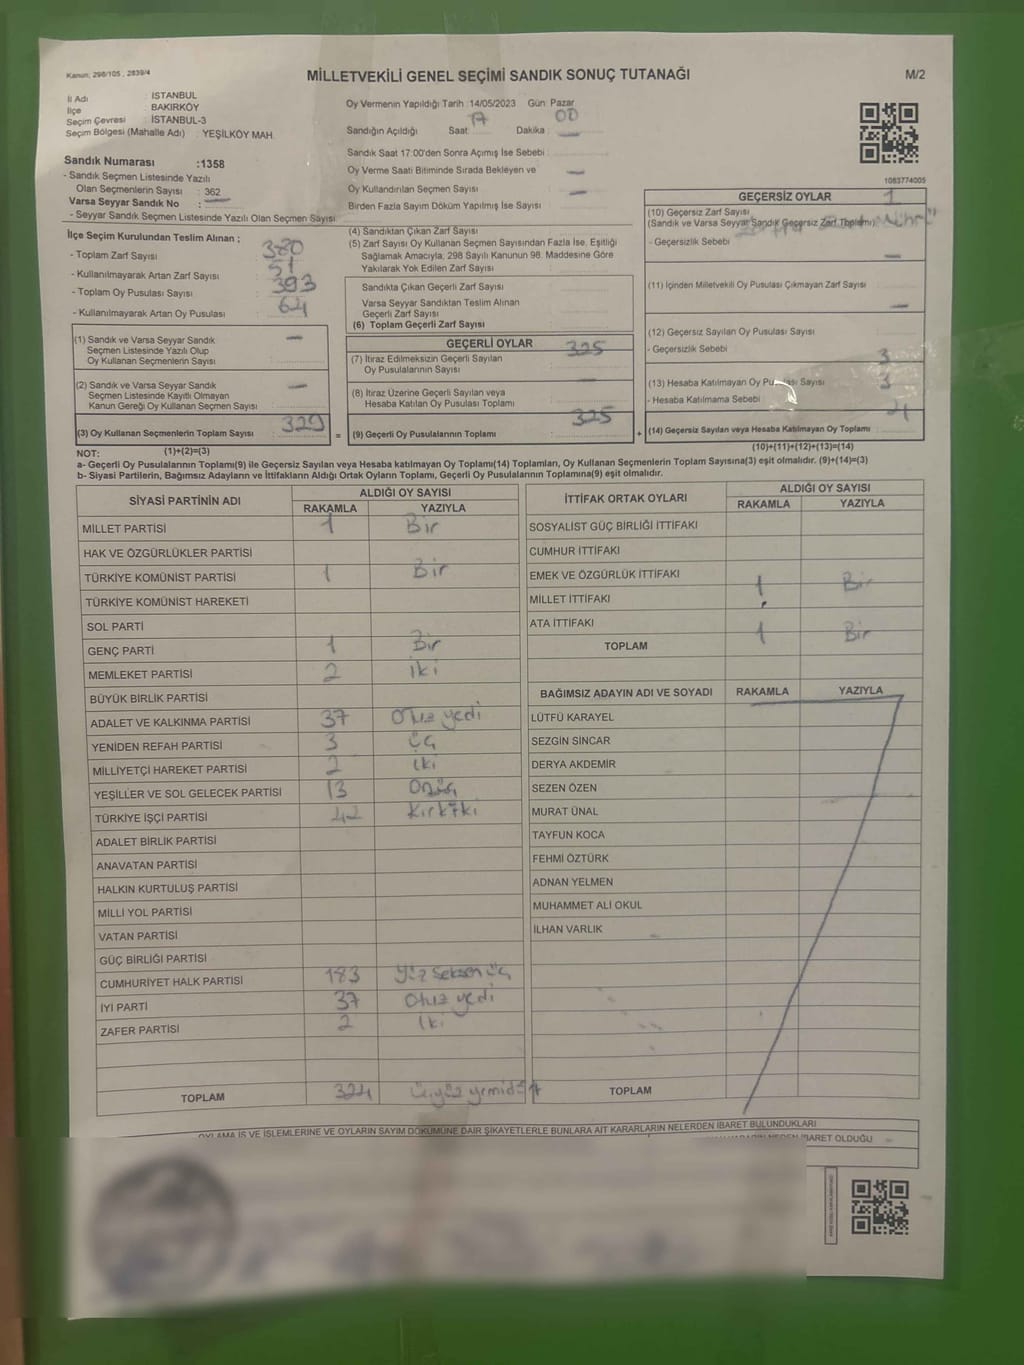 Kanun, 298/105 , 2839/4
MİLLETVEKİLİ GENEL SEÇİMİ SANDIK SONUÇ TUTANAĞI
M/2
İl Adı : İSTANBUL
İlçe : BAKIRKÖY
Seçim Çevresi : İSTANBUL-3
Seçim Bölgesi (Mahalle Adı) : YEŞİLKÖY MAH.
Sandık Numarası :1358
- Sandık Seçmen Listesinde Yazılı
Olan Seçmenlerin Sayısı : 362
Varsa Seyyar Sandık No :
- Seyyar Sandık Seçmen Listesinde Yazılı Olan Seçmen Sayısı
Oy Vermenin Yapıldığı Tarih :14/05/2023 Gün: Pazar
Sandığın Açıldığı Saat 17 Dakika : 00
Sandık Saat 17:00'den Sonra Açımış İse Sebebi :
Oy Verme Saati Bitiminde Sırada Bekleyen ve
Oy Kullandırılan Seçmen Sayısı
Birden Fazla Sayım Döküm Yapılmış İse Sayısı
1083774005
İlçe Seçim Kurulundan Teslim Alınan ;
- Toplam Zarf Sayısı 380
- Kullanılmayarak Artan Zarf Sayısı 51
- Toplam Oy Pusulası Sayısı 393
- Kullanılmayarak Artan Oy Pusulası 64
(1) Sandık ve Varsa Seyyar Sandık
Seçmen Listesinde Yazılı Olup
Oy Kullanan Seçmenlerin Sayısı
(2) Sandık ve Varsa Seyyar Sandık
Seçmen Listesinde Kayıtlı Olmayan
Kanun Gereği Oy Kullanan Seçmen Sayısı
(3) Oy Kullanan Seçmenlerin Toplam Sayısı 329
(4) Sandıktan Çıkan Zarf Sayısı
(5) Zarf Sayısı Oy Kullanan Seçmen Sayısından Fazla İse, Eşitliği
Sağlamak Amacıyla, 298 Sayılı Kanunun 98. Maddesine Göre
Yakılarak Yok Edilen Zarf Sayısı
Sandıkta Çıkan Geçerli Zarf Sayısı
Varsa Seyyar Sandıktan Teslim Alınan
Geçerli Zarf Sayısı
(6) Toplam Geçerli Zarf Sayısı
GEÇERLİ OYLAR
(7) İtiraz Edilmeksizin Geçerli Sayılan 325
Oy Pusulalarının Sayısı
(8) İtiraz Üzerine Geçerli Sayılan veya
Hesaba Katılan Oy Pusulası Toplamı
= (9) Geçerli Oy Pusulalarının Toplamı 325
GEÇERSİZ OYLAR
(10) Geçersiz Zarf Sayısı 1
(Sandık ve Varsa Seyyar Sandık Geçersiz Zarf Toplamı)
- Geçersizlik Sebebi
(11) İçinden Milletvekili Oy Pusulası Çıkmayan Zarf Sayısı
(12) Geçersiz Sayılan Oy Pusulası Sayısı
- Geçersizlik Sebebi 3
(13) Hesaba Katılmayan Oy Pusulası Sayısı 3
- Hesaba Katılmama Sebebi
+ (14) Geçersiz Sayılan veya Hesaba Katılmayan Oy Toplamı 4
NOT: (1)+(2)=(3)
(10)+(11)+(12)+(13)=(14)
a- Geçerli Oy Pusulalarının Toplamı(9) ile Geçersiz Sayılan veya Hesaba katılmayan Oy Toplamı(14) Toplamları, Oy Kullanan Seçmenlerin Toplam Sayısına(3) eşit olmalıdır. (9)+(14)=(3)
b- Siyasi Partilerin, Bağımsız Adayların ve İttifakların Aldığı Oyların Toplamı, Geçerli Oy Pusulalarının Toplamına(9) eşit olmalıdır.
SİYASİ PARTİNİN ADI ALDIĞI OY SAYISI
RAKAMLA YAZIYLA
MİLLET PARTİSİ 1 Bir
HAK VE ÖZGÜRLÜKLER PARTİSİ
TÜRKİYE KOMÜNİST PARTİSİ 1 Bir
TÜRKİYE KOMÜNİST HAREKETİ
SOL PARTİ
GENÇ PARTİ 1 Bir
MEMLEKET PARTİSİ 2 iki
BÜYÜK BİRLİK PARTİSİ
ADALET VE KALKINMA PARTİSİ 37 Otuz yedi
YENİDEN REFAH PARTİSİ 3 üç
MİLLİYETÇİ HAREKET PARTİSİ 2 iki
YEŞİLLER VE SOL GELECEK PARTİSİ 13 Onüç
TÜRKİYE İŞÇİ PARTİSİ 42 Kırkiki
ADALET BİRLİK PARTİSİ
ANAVATAN PARTİSİ
HALKIN KURTULUŞ PARTİSİ
MİLLİ YOL PARTİSİ
VATAN PARTİSİ
GÜÇ BİRLİĞİ PARTİSİ
CUMHURİYET HALK PARTİSİ 183 Yüz seksen üç
İYİ PARTİ 37 Otuz yedi
ZAFER PARTİSİ 2 iki
TOPLAM 324
İTTİFAK ORTAK OYLARI ALDIĞI OY SAYISI
RAKAMLA YAZIYLA
SOSYALİST GÜÇ BİRLİĞİ İTTİFAKI
CUMHUR İTTİFAKI
EMEK VE ÖZGÜRLÜK İTTİFAKI
MİLLET İTTİFAKI 1 Bir
ATA İTTİFAKI
TOPLAM 1 Bir
BAĞIMSIZ ADAYIN ADI VE SOYADI RAKAMLA YAZIYLA
LÜTFÜ KARAYEL
SEZGİN SİNCAR
DERYA AKDEMİR
SEZEN ÖZEN
MURAT ÜNAL
TAYFUN KOCA
FEHMİ ÖZTÜRK
ADNAN YELMEN
MUHAMMET ALİ OKUL
İLHAN VARLIK
TOPLAM
OYLAMA İŞ VE İŞLEMLERİNE VE OYLARIN SAYIM DÖKÜMÜNE DAİR ŞİKAYETLERLE BUNLARA AİT KARARLARIN NELERDEN İBARET BULUNDUKLARI
İBARET OLDUĞU